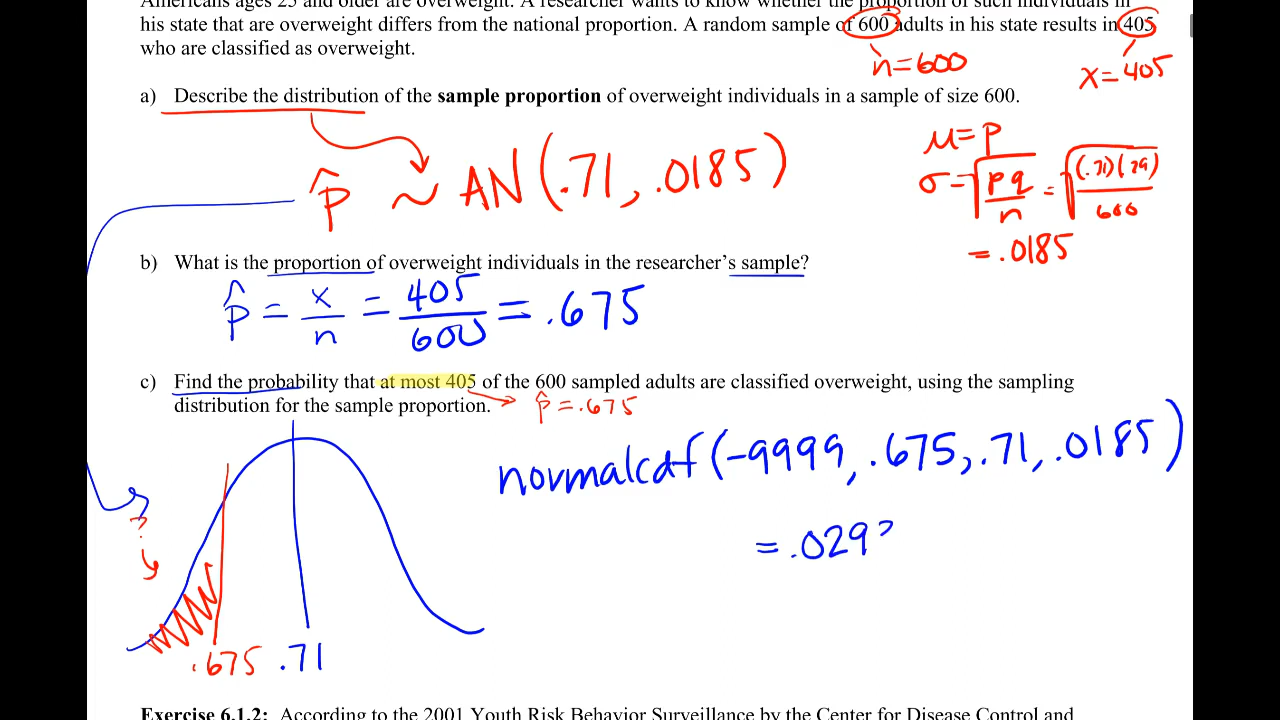 Americans ages 25 and older are overweight. A researcher wants to know whether the proportion of such individuals in
his state that are overweight differs from the national proportion. A random sample of 600 adults in his state results in 405
who are classified as overweight.
n=600
x=405
a) Describe the distribution of the sample proportion of overweight individuals in a sample of size 600.
p̂ ~ AN(.71, .0185)
μ=p
σ=√(pq/n) = √((.71)(.29)/600)
= .0185
b) What is the proportion of overweight individuals in the researcher's sample?
p̂ = x/n = 405/600 = .675
c) Find the probability that at most 405 of the 600 sampled adults are classified overweight, using the sampling
distribution for the sample proportion.
p̂ = .675
normalcdf(-9999, .675, .71, .0185)
= .029
?
.675 .71
Exercise 6.1.2: According to the 2001 Youth Risk Behavior Surveillance by the Center for Disease Control and